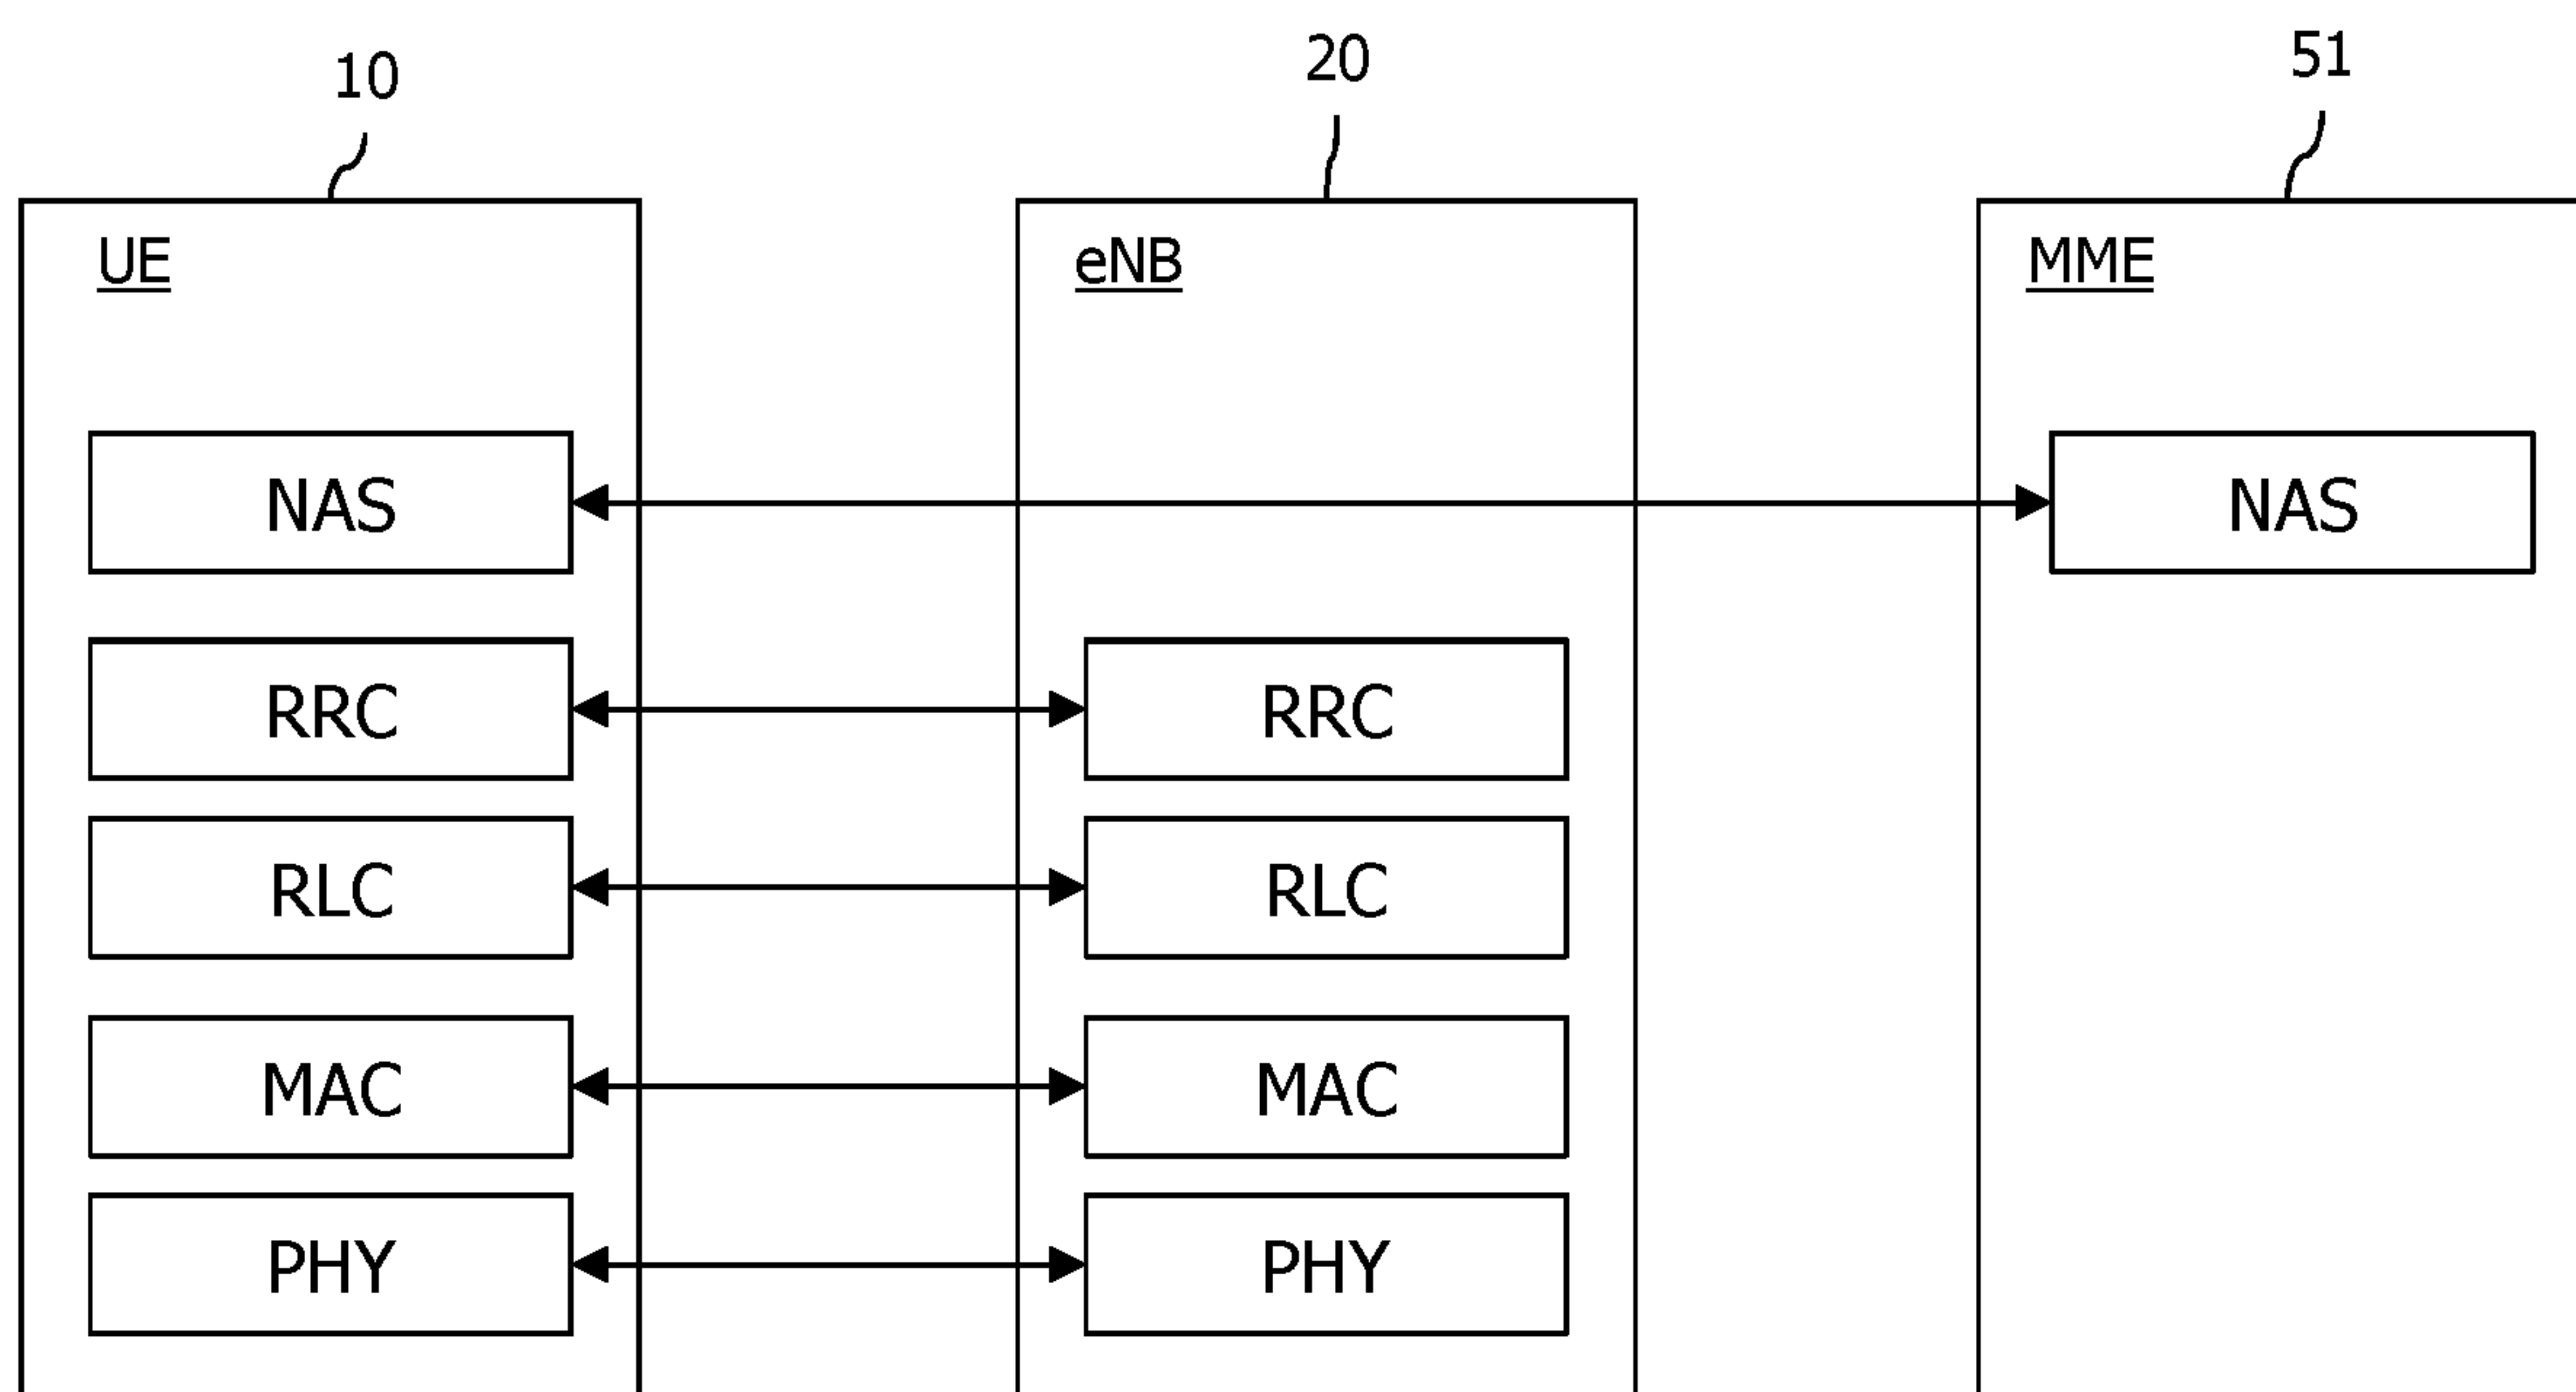 10 20 51
UE eNB MME
NAS NAS
RRC RRC
RLC RLC
MAC MAC
PHY PHY